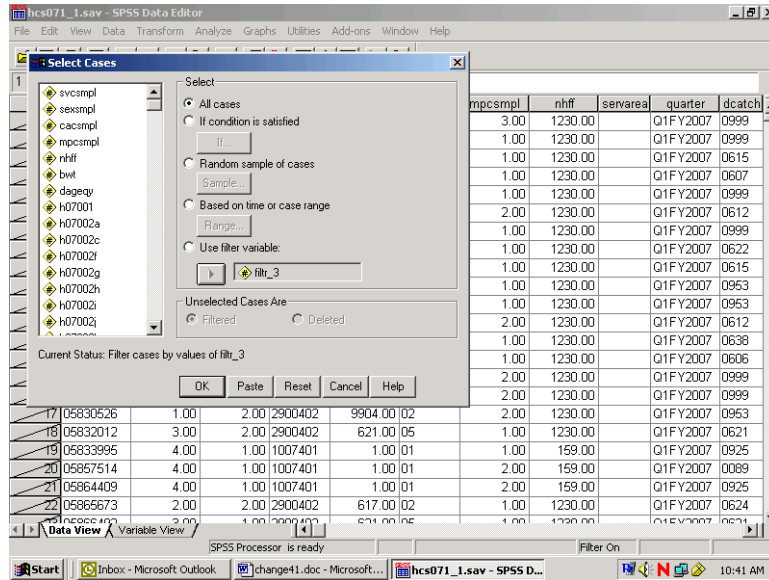 hcs071_1.sav - SPSS Data Editor
File Edit View Data Transform Analyze Graphs Utilities Add-ons Window Help
Select Cases
1
svcsmpl
sexsmpl
cacsmpl
mpcsmpl
nhff
bwt
dageqy
h07001
h07002a
h07002c
h07002f
h07002g
h07002h
h07002i
h07002j
Select
All cases
If condition is satisfied
If...
Random sample of cases
Sample...
Based on time or case range
Range...
Use filter variable:
filtr_3
Unselected Cases Are
Filtered Deleted
Current Status: Filter cases by values of filtr_3
OK Paste Reset Cancel Help
mpcsmpl nhff servarea quarter dcatch
3.00 1230.00 Q1FY2007 0999
1.00 1230.00 Q1FY2007 0999
1.00 1230.00 Q1FY2007 0615
1.00 1230.00 Q1FY2007 0607
1.00 1230.00 Q1FY2007 0999
2.00 1230.00 Q1FY2007 0612
1.00 1230.00 Q1FY2007 0999
1.00 1230.00 Q1FY2007 0622
1.00 1230.00 Q1FY2007 0615
1.00 1230.00 Q1FY2007 0953
1.00 1230.00 Q1FY2007 0953
2.00 1230.00 Q1FY2007 0612
1.00 1230.00 Q1FY2007 0638
1.00 1230.00 Q1FY2007 0606
2.00 1230.00 Q1FY2007 0999
2.00 1230.00 Q1FY2007 0999
17 05830526 1.00 2.00 2900402 9904.00 02 2.00 1230.00 Q1FY2007 0953
18 05832012 3.00 2.00 2900402 621.00 05 1.00 1230.00 Q1FY2007 0621
19 05833995 4.00 1.00 1007401 1.00 01 1.00 159.00 Q1FY2007 0925
20 05857514 4.00 1.00 1007401 1.00 01 2.00 159.00 Q1FY2007 0089
21 05864409 4.00 1.00 1007401 1.00 01 2.00 159.00 Q1FY2007 0925
22 05865673 2.00 2.00 2900402 617.00 02 1.00 1230.00 Q1FY2007 0624
Data View Variable View
SPSS Processor is ready Filter On
Start Inbox - Microsoft Outlook change41.doc - Microsoft... hcs071_1.sav - SPSS D... 10:41 AM